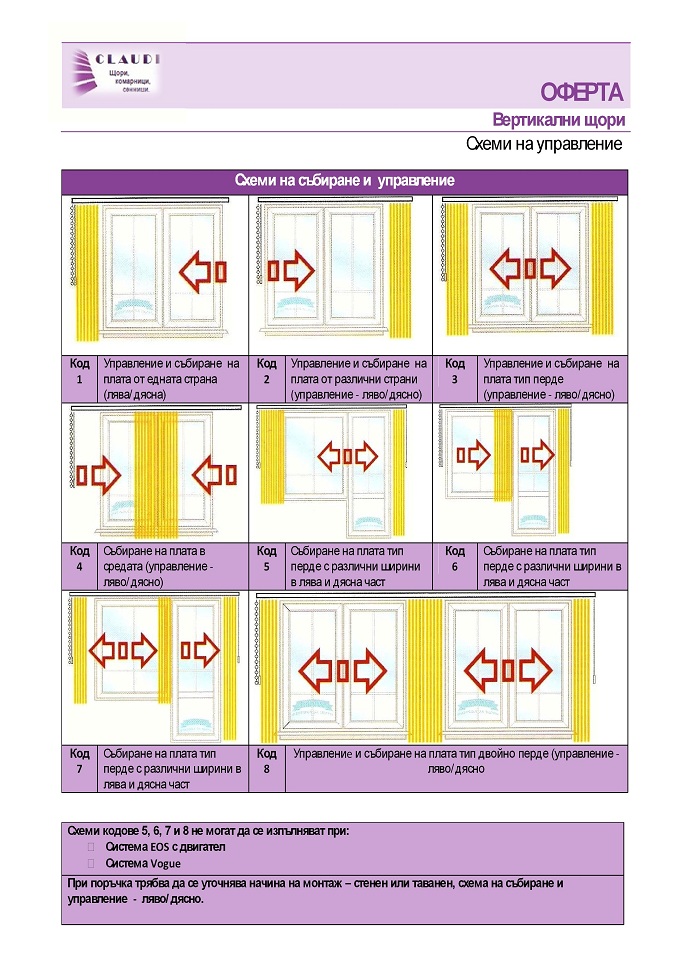 CLAUDI
Щори,
комарници,
сенници.
ОФЕРТА
Вертикални щори
Схеми на управление
Схеми на събиране и управление
Код 1
Управление и събиране на
плата от едната страна
(лява/дясна)
Код 2
Управление и събиране на
плата от различни страни
(управление - ляво/дясно)
Код 3
Управление и събиране на
плата тип перде
(управление - ляво/дясно)
Код 4
Събиране на плата в
средата (управление -
ляво/дясно)
Код 5
Събиране на плата тип
перде с различни ширини
в лява и дясна част
Код 6
Събиране на плата тип
перде с различни ширини в
лява и дясна част
Код 7
Събиране на плата тип
перде с различни ширини в
лява и дясна част
Код 8
Управление и събиране на плата тип двойно перде (управление -
ляво/дясно
Схеми кодове 5, 6, 7 и 8 не могат да се изпълняват при:
Система EOS с двигател
Система Vogue
При поръчка трябва да се уточнява начина на монтаж – стенен или таванен, схема на събиране и
управление - ляво/дясно.